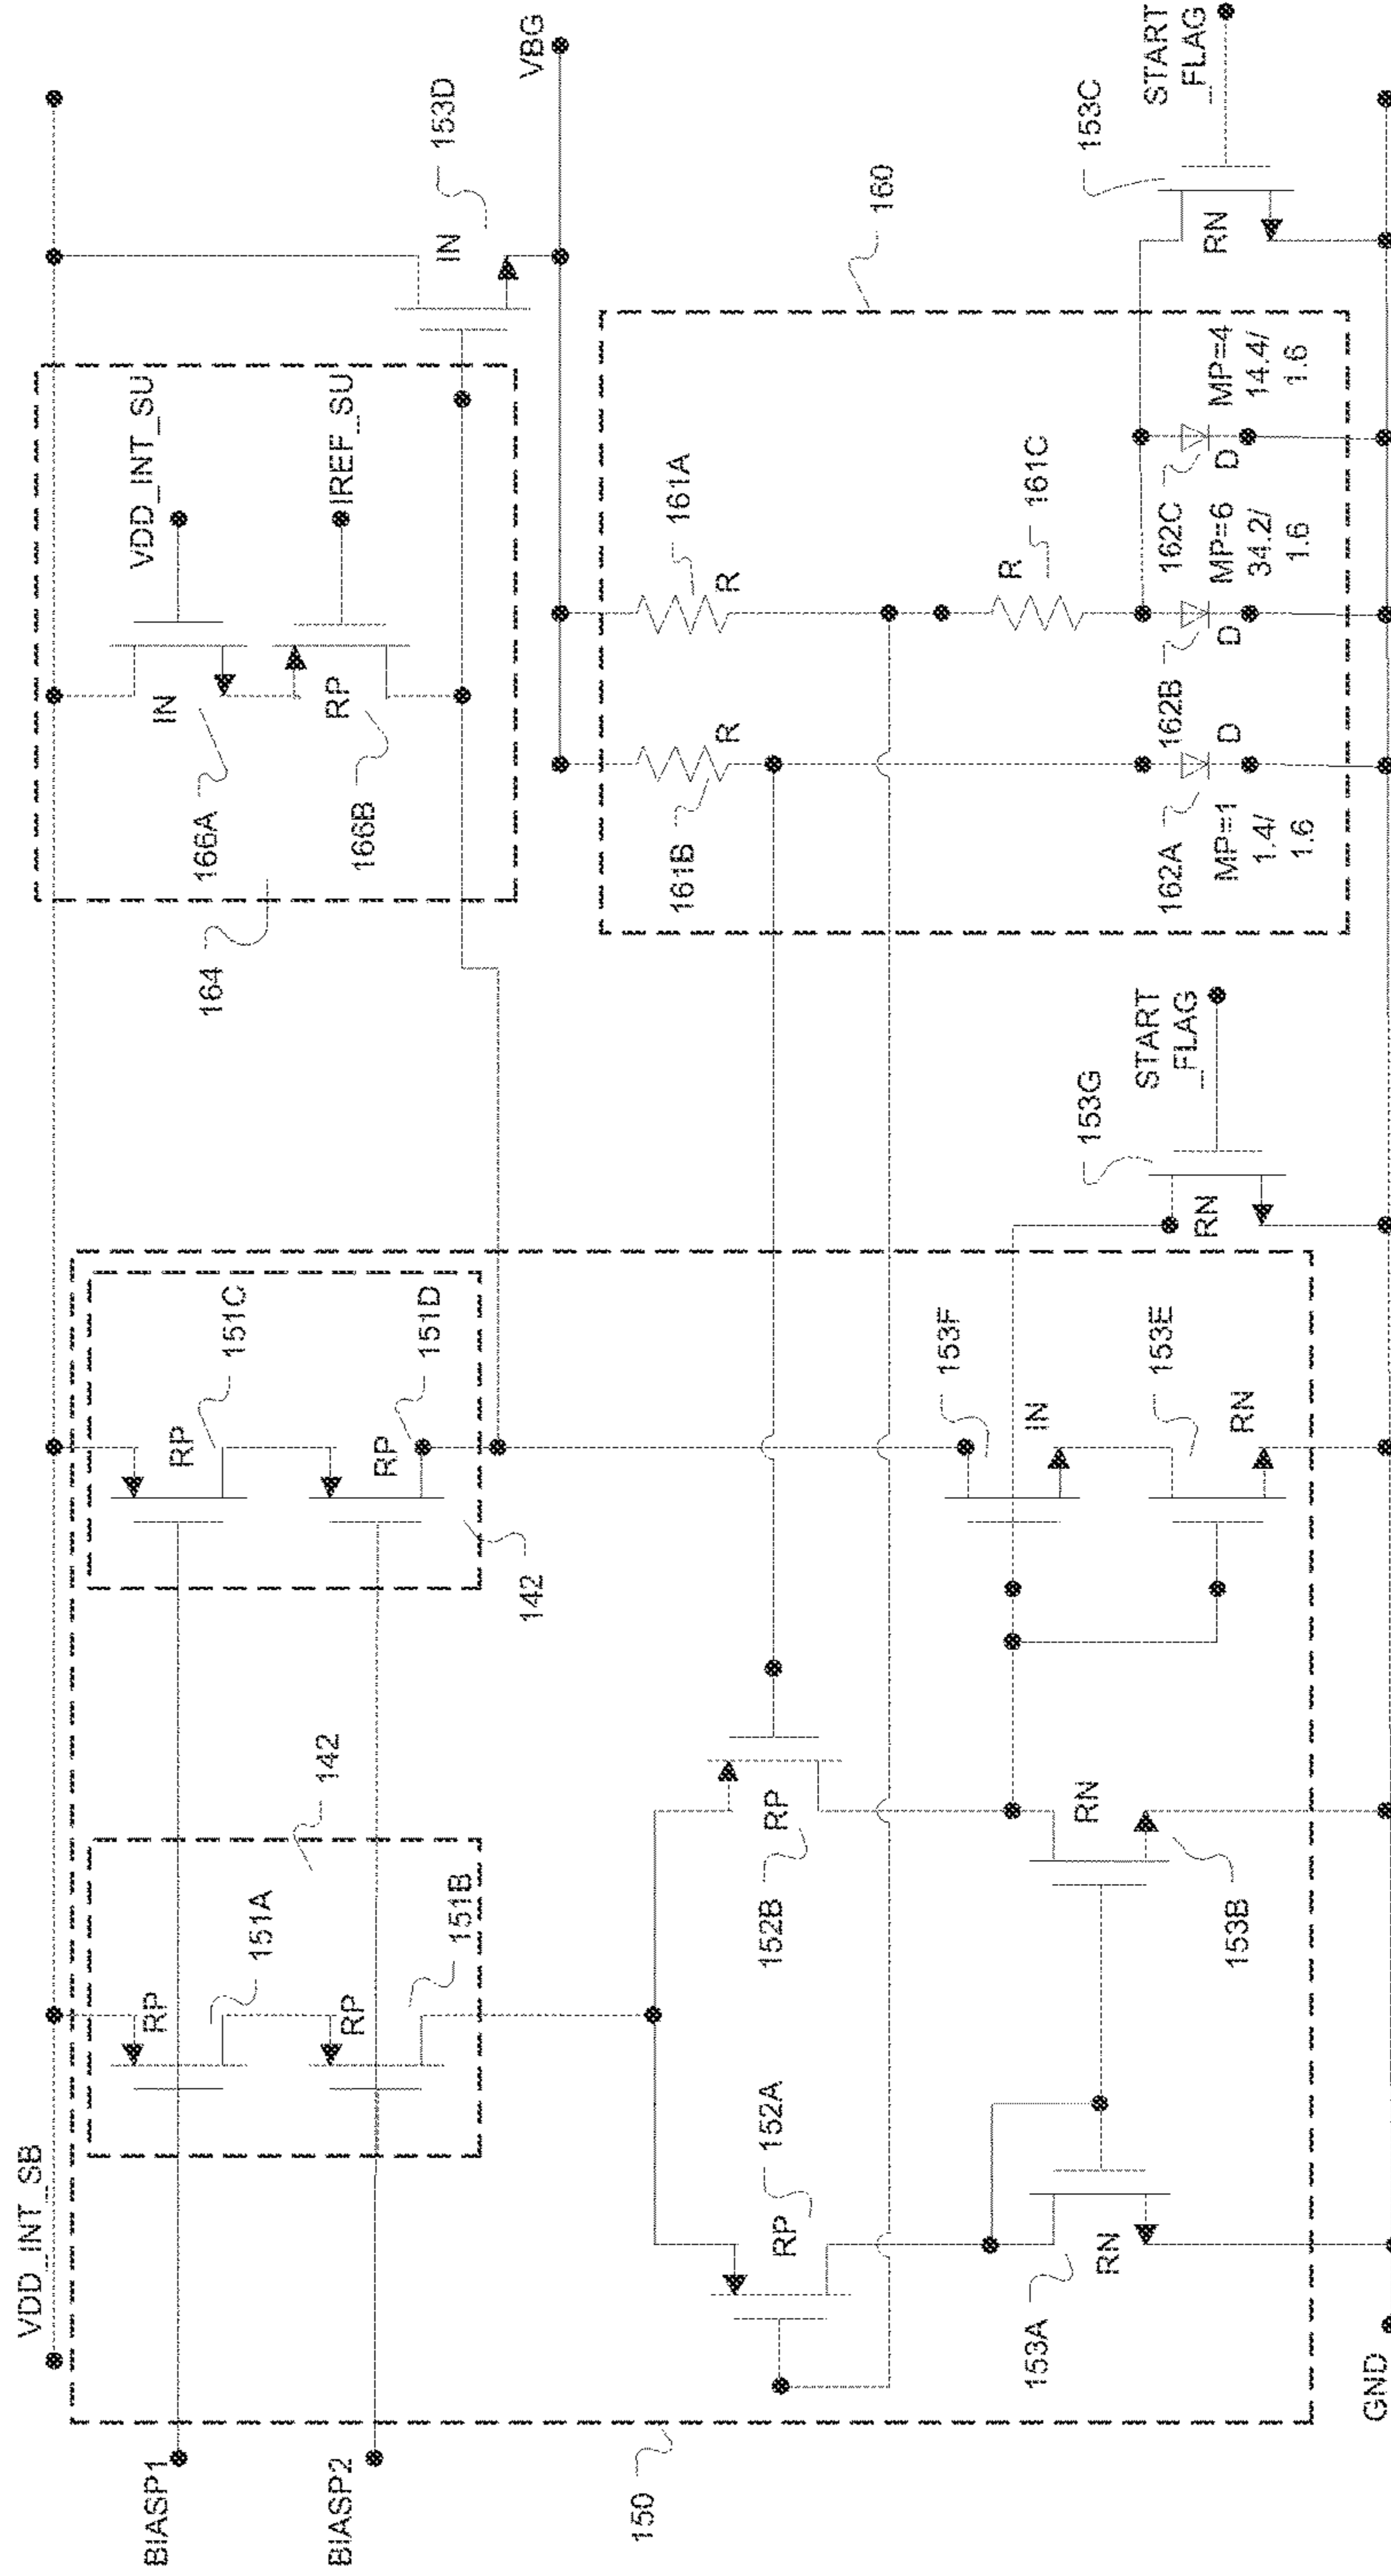 VDD_INT_SB
BIASP1
BIASP2
150
RP
151A
RP
151B
142
RP
151C
RP
151D
142
164
IN
166A
RP
166B
VDD_INT_SU
IREF_SU
IN
153D
VBG
RP
152A
RP
152B
153A
RN
RN
153B
153F
IN
153E
RN
153G
RN
START
_FLAG
161B
R
161A
R
R
161C
160
162A
D
MP=1
1.4/
1.6
162B
D
MP=6
34.2/
1.6
162C
D
MP=4
14.4/
1.6
153C
RN
START
_FLAG
GND